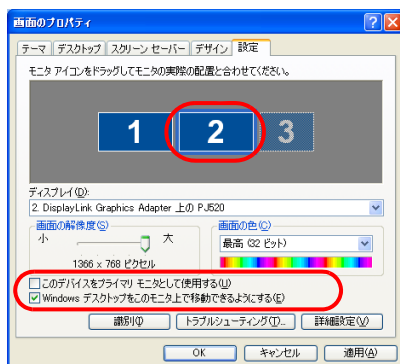 画面のプロパティ
テーマ デスクトップ スクリーン セーバー デザイン 設定
モニタ アイコンをドラッグしてモニタの実際の配置と合わせてください。
1 2 3
ディスプレイ(D):
2. DisplayLink Graphics Adapter 上の PJ520
画面の解像度(S) 画面の色(C)
小 大 最高 (32 ビット)
1366 x 768 ピクセル
このデバイスをプライマリ モニタとして使用する(U)
Windows デスクトップをこのモニタ上で移動できるようにする(E)
識別(I) トラブルシューティング(T)... 詳細設定(V)
OK キャンセル 適用(A)